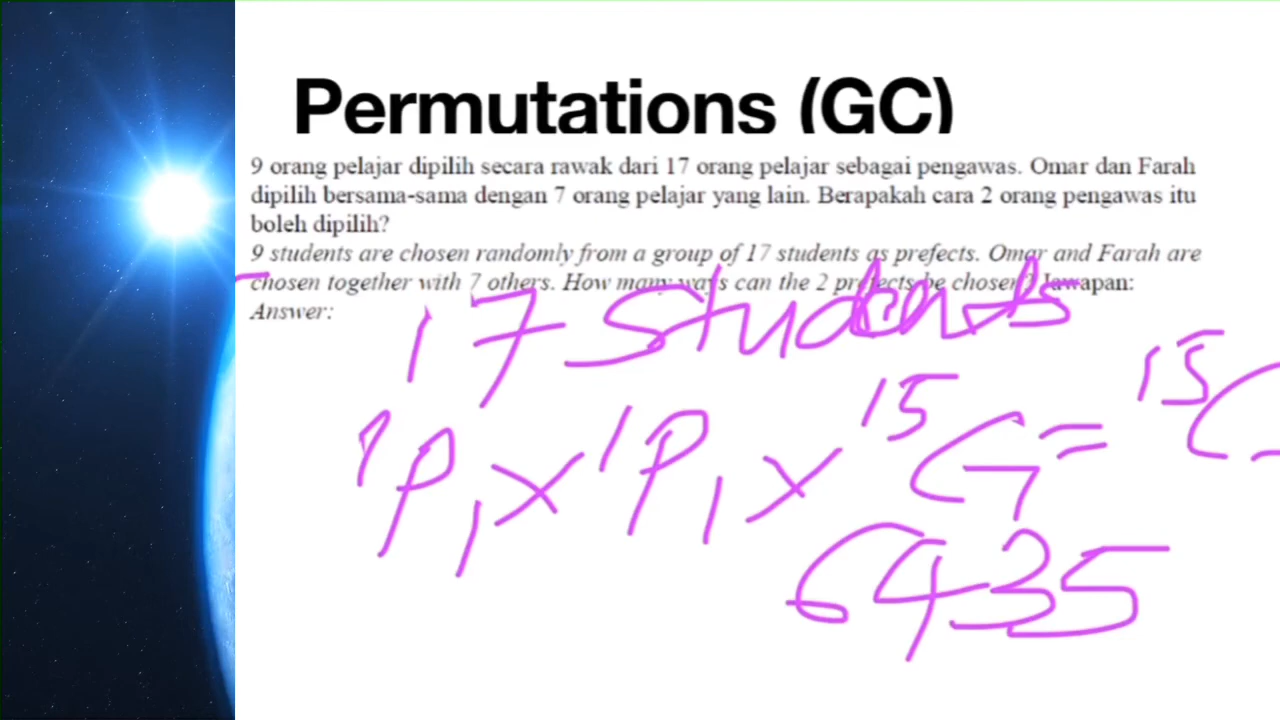 Permutations (GC)
9 orang pelajar dipilih secara rawak dari 17 orang pelajar sebagai pengawas. Omar dan Farah
dipilih bersama-sama dengan 7 orang pelajar yang lain. Berapakah cara 2 orang pengawas itu
boleh dipilih?
9 students are chosen randomly from a group of 17 students as prefects. Omar and Farah are
chosen together with 7 others. How many ways can the 2 prefects be chosen? Jawapan:
Answer:
17 Students
¹P₁ × ¹P₁ × ¹⁵C₇ = ¹⁵C
6435